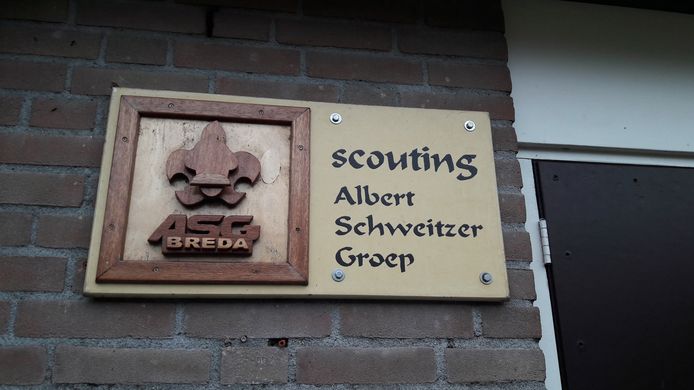 ASG
BREDA
scouting
Albert
Schweitzer
Groep